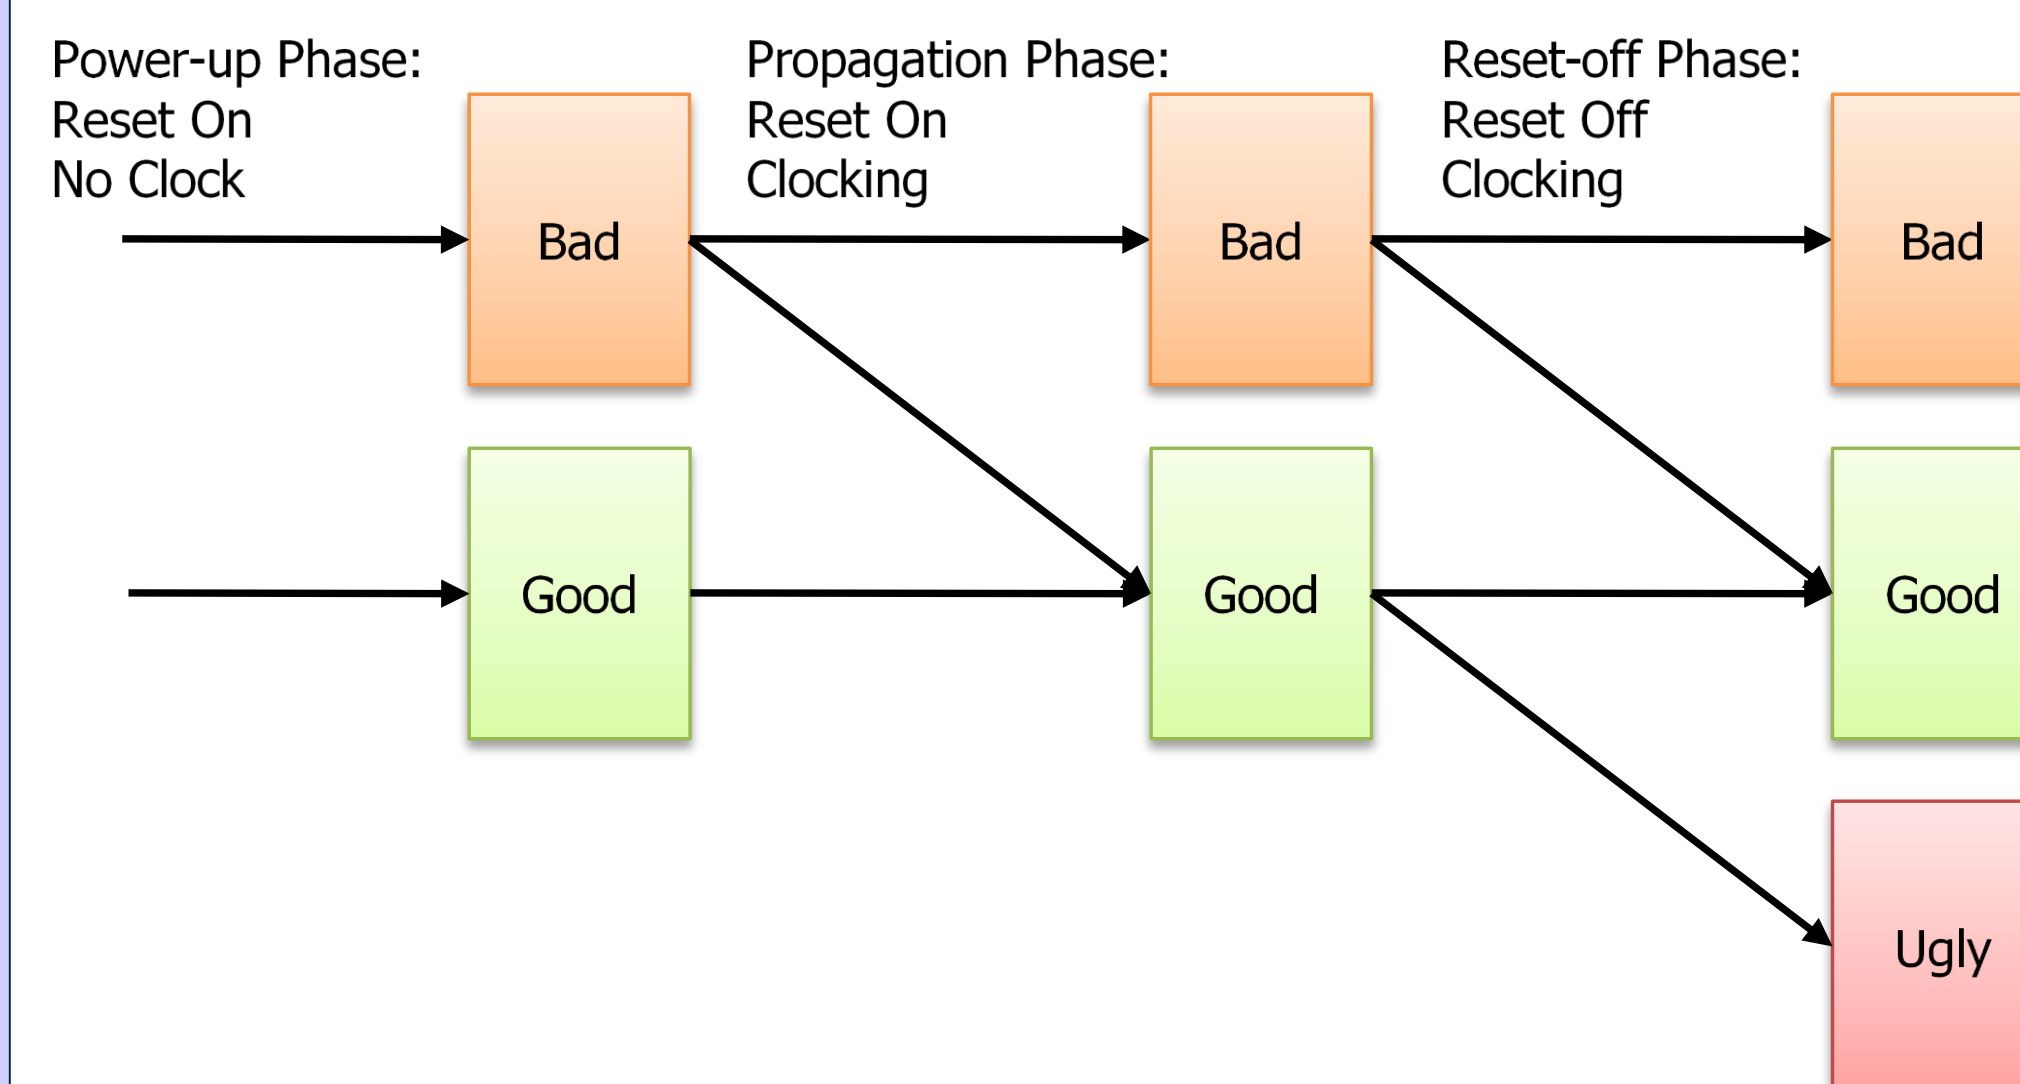 Power-up Phase:
Reset On
No Clock
Propagation Phase:
Reset On
Clocking
Reset-off Phase:
Reset Off
Clocking
Bad
Bad
Bad
Good
Good
Good
Ugly